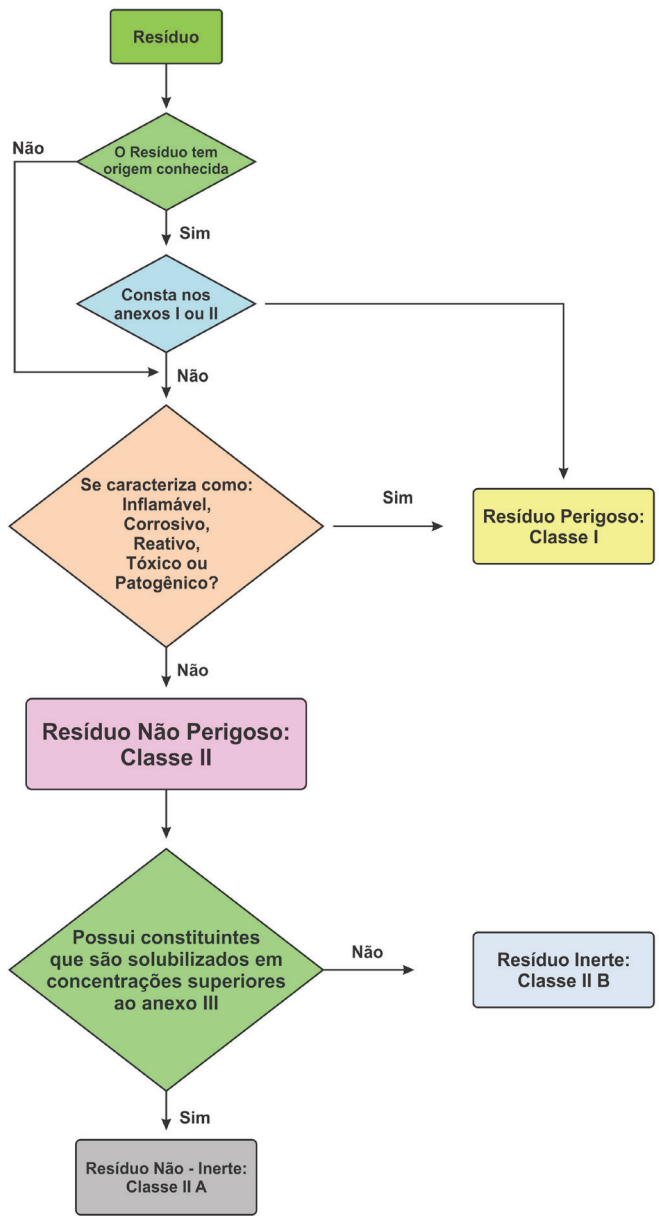 Resíduo
Não
O Resíduo tem
origem conhecida
Sim
Consta nos
anexos I ou II
Não
Se caracteriza como:
Inflamável,
Corrosivo,
Reativo,
Tóxico ou
Patogênico?
Sim
Resíduo Perigoso:
Classe I
Não
Resíduo Não Perigoso:
Classe II
Possui constituintes
que são solubilizados em
concentrações superiores
ao anexo III
Não
Resíduo Inerte:
Classe II B
Sim
Resíduo Não - Inerte:
Classe II A